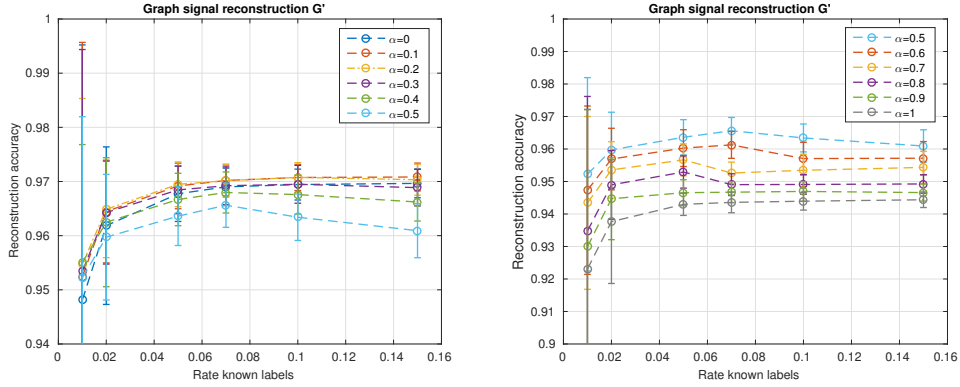 Graph signal reconstruction G'
1
0.99
0.98
0.97
0.96
0.95
0.94
Reconstruction accuracy
α=0
α=0.1
α=0.2
α=0.3
α=0.4
α=0.5
0 0.02 0.04 0.06 0.08 0.1 0.12 0.14 0.16
Rate known labels
Graph signal reconstruction G'
1
0.99
0.98
0.97
0.96
0.95
0.94
0.93
0.92
0.91
0.9
Reconstruction accuracy
α=0.5
α=0.6
α=0.7
α=0.8
α=0.9
α=1
0 0.02 0.04 0.06 0.08 0.1 0.12 0.14 0.16
Rate known labels